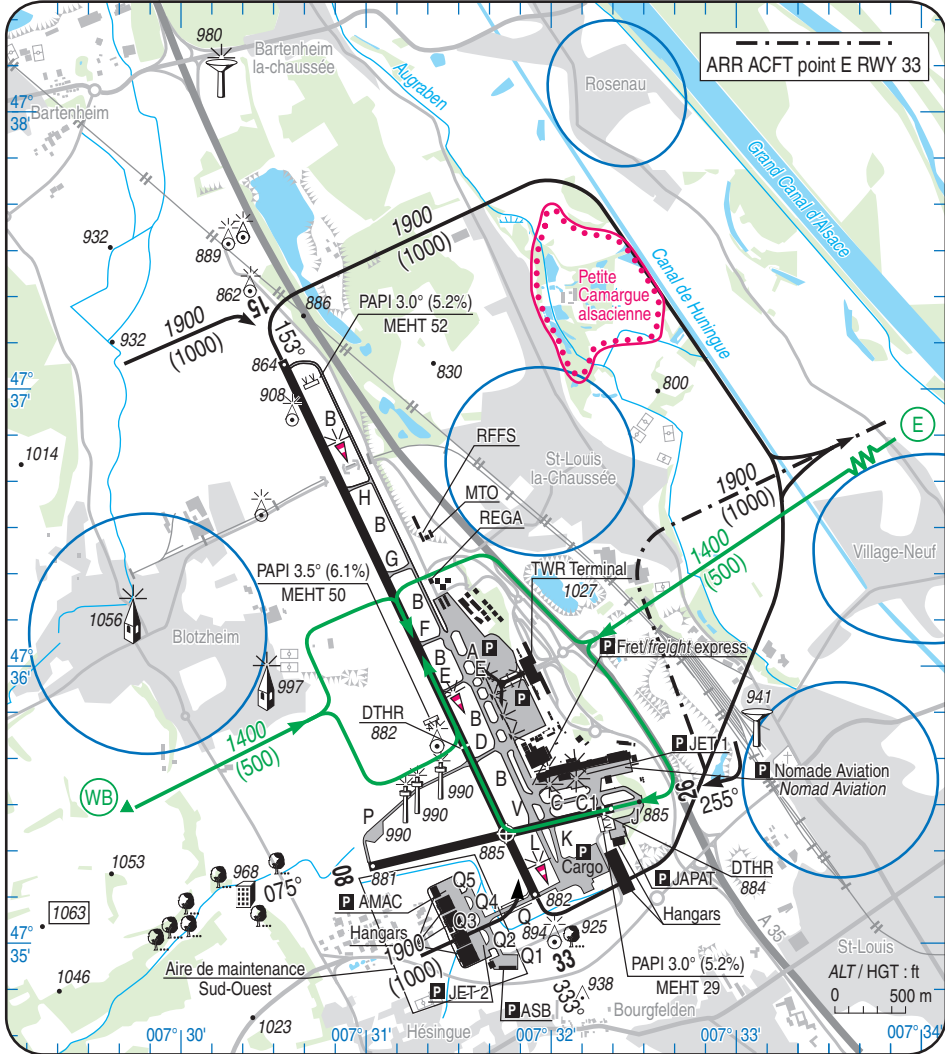 980
Bartenheim
la-chaussée
Rosenau
ARR ACFT point E RWY 33
47°
38'
Bartenheim
Augraben
Grand Canal d'Alsace
932
889
862
1900
(1000)
Petite
Camargue
alsacienne
Canal de Huningue
15
886
PAPI 3.0° (5.2%)
MEHT 52
932
1900
(1000)
153°
864
830
800
47°
37'
908
B
E
1014
RFFS
St-Louis
la-Chaussée
H
MTO
1900
(1000)
B
REGA
G
1400
(500)
Village-Neuf
PAPI 3.5° (6.1%)
MEHT 50
TWR Terminal
1027
1056
Blotzheim
B
F
A
P
P Fret/freight express
47°
36'
B
E
E
997
P
941
DTHR
882
B
D
P JET 1
1400
(500)
P Nomade Aviation
Nomad Aviation
WB
990
B
26
255°
990
V
C
C1
J
885
990
P
885
L
K
P
Cargo
DTHR
884
1053
881
08
968
075°
Q5
882
P JAPAT
P AMAC
Q4
Hangars
1063
Q3
Q
894
925
Hangars
1900
(1000)
Q2
33
47°
35'
Q1
333°
PAPI 3.0° (5.2%)
MEHT 29
A 35
St-Louis
Aire de maintenance
Sud-Ouest
938
ALT / HGT : ft
1046
P JET 2
0 500 m
P ASB
Bourgfelden
1023
Hésingue
007° 30'
007° 31'
007° 32'
007° 33'
007° 34'